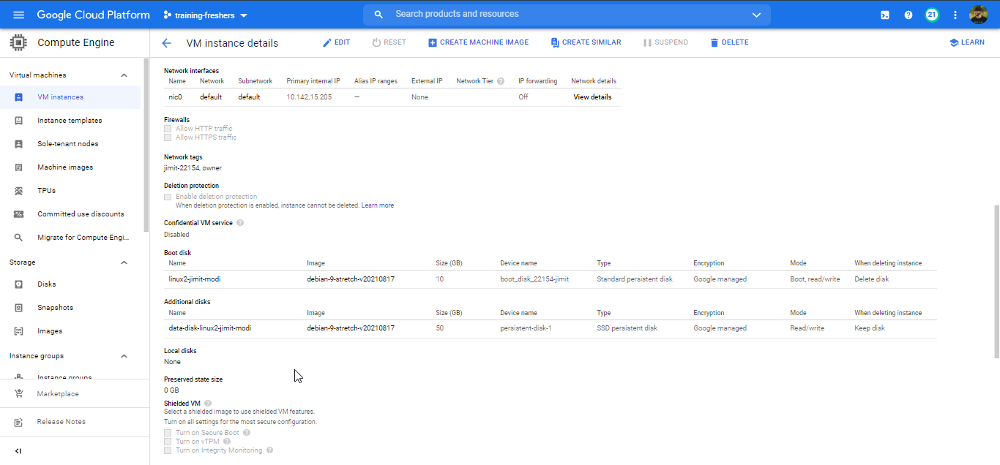 Google Cloud Platform training-freshers Search products and resources 21
Compute Engine VM instance details EDIT RESET CREATE MACHINE IMAGE CREATE SIMILAR SUSPEND DELETE LEARN
Virtual machines
VM instances
Instance templates
Sole-tenant nodes
Machine images
TPUs
Committed use discounts
Migrate for Compute Engi...
Storage
Disks
Snapshots
Images
Instance groups
Instance groups
Marketplace
Release Notes
Network interfaces
Name Network Subnetwork Primary internal IP Alias IP ranges External IP Network Tier ? IP forwarding Network details
nic0 default default 10.142.15.205 — None Off View details
Firewalls
Allow HTTP traffic
Allow HTTPS traffic
Network tags
jimit-22154, owner
Deletion protection
Enable deletion protection
When deletion protection is enabled, instance cannot be deleted. Learn more
Confidential VM service ?
Disabled
Boot disk
Name Image Size (GB) Device name Type Encryption Mode When deleting instance
linux2-jimit-modi debian-9-stretch-v20210817 10 boot_disk_22154-jimit Standard persistent disk Google managed Boot, read/write Delete disk
Additional disks
Name Image Size (GB) Device name Type Encryption Mode When deleting instance
data-disk-linux2-jimit-modi debian-9-stretch-v20210817 50 persistent-disk-1 SSD persistent disk Google managed Read/write Keep disk
Local disks
None
Preserved state size
0 GB
Shielded VM ?
Select a shielded image to use shielded VM features.
Turn on all settings for the most secure configuration.
Turn on Secure Boot ?
Turn on vTPM ?
Turn on Integrity Monitoring ?